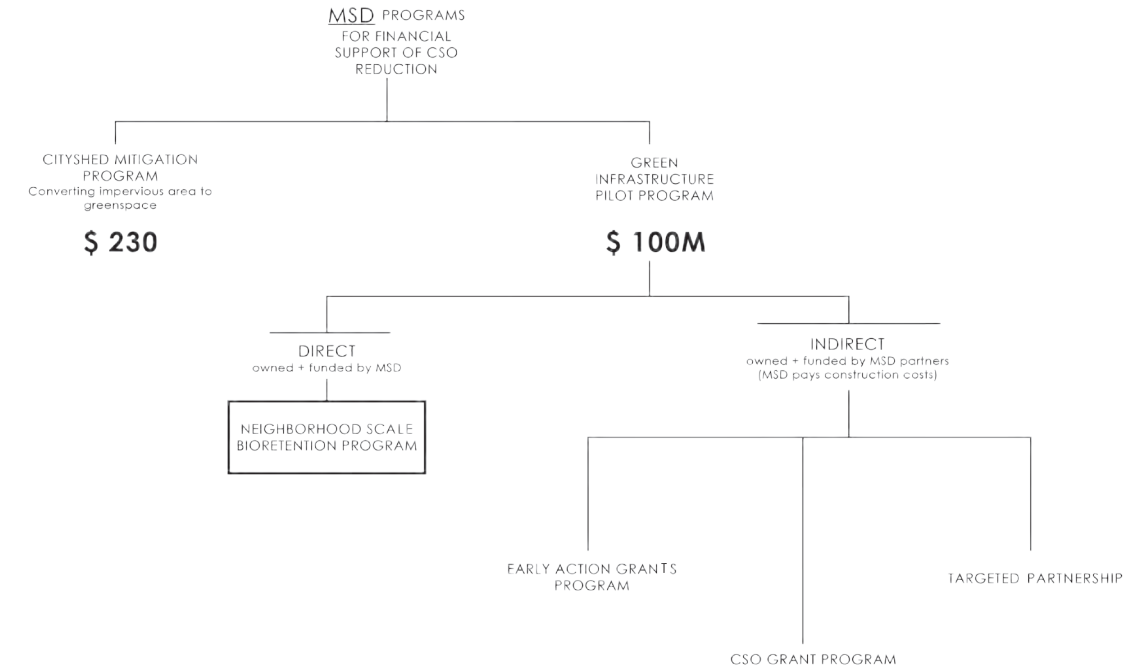 MSD PROGRAMS
FOR FINANCIAL
SUPPORT OF CSO
REDUCTION
CITYSHED MITIGATION
PROGRAM
Converting impervious area to
greenspace
$ 230
GREEN
INFRASTRUCTURE
PILOT PROGRAM
$ 100M
DIRECT
owned + funded by MSD
NEIGHBORHOOD SCALE
BIORETENTION PROGRAM
INDIRECT
owned + funded by MSD partners
(MSD pays construction costs)
EARLY ACTION GRANTS
PROGRAM
CSO GRANT PROGRAM
TARGETED PARTNERSHIP